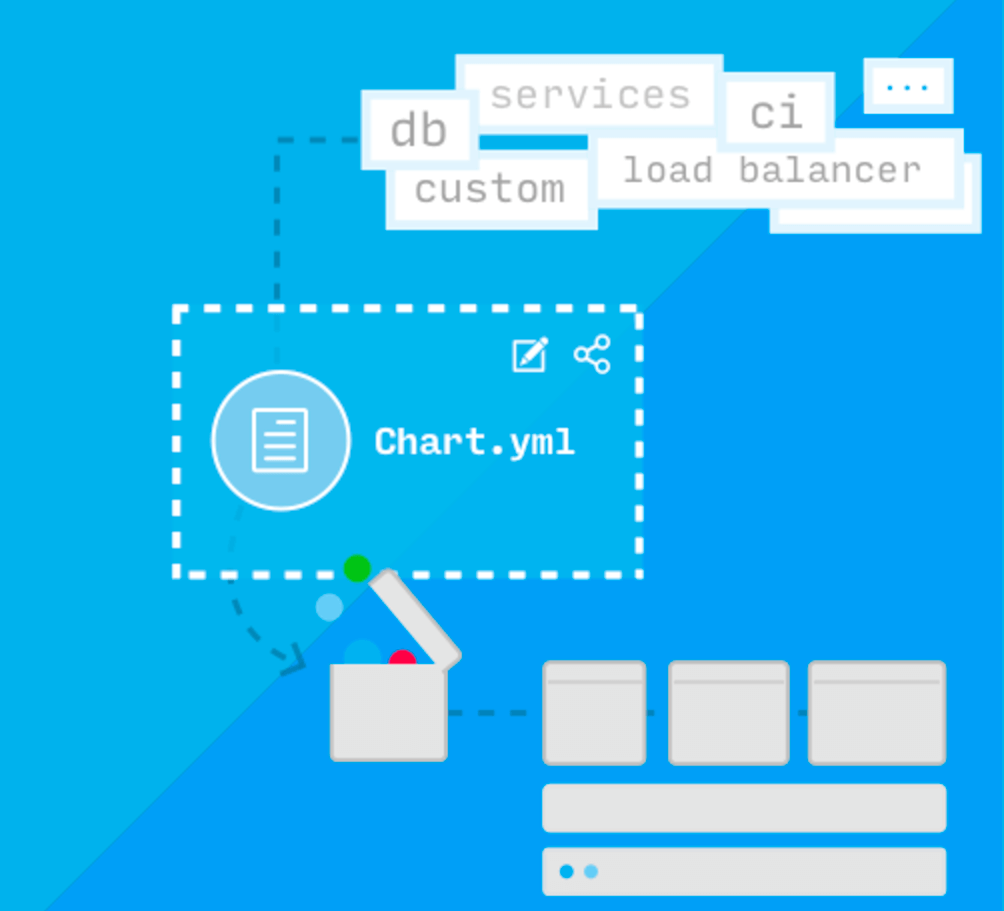 services
ci
...
db
load balancer
custom
Chart.yml